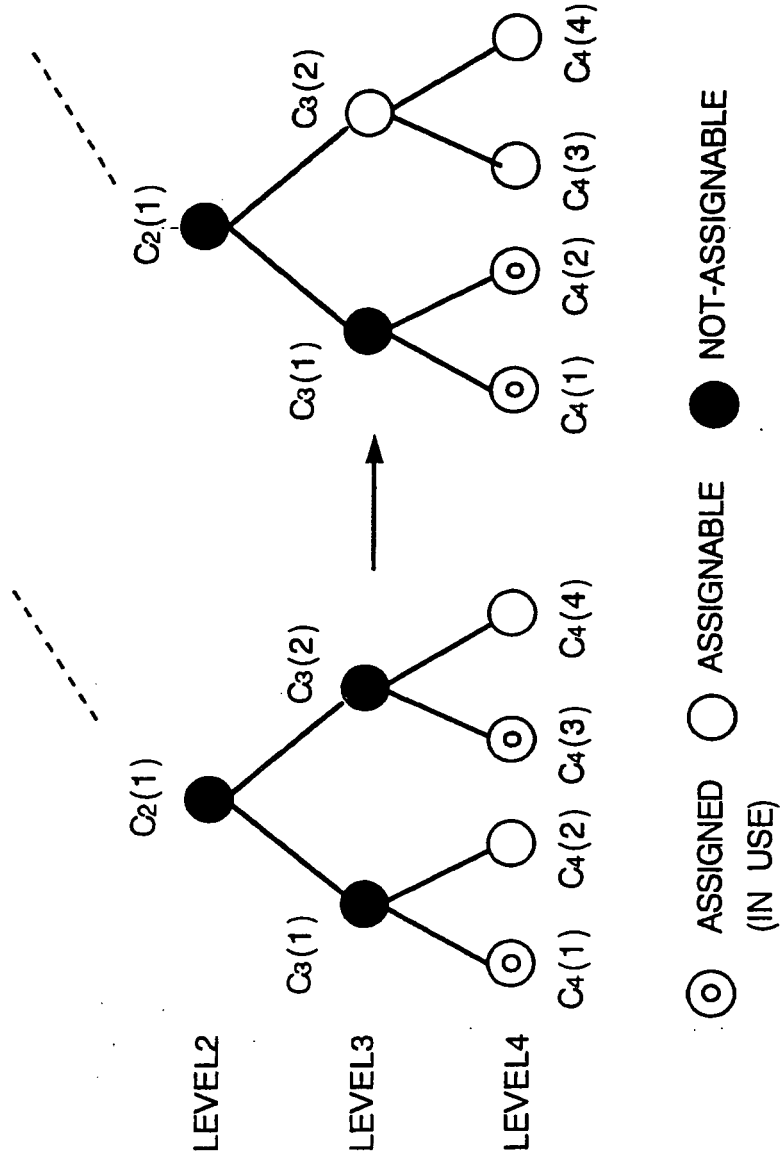 C2(1)
C2(1)
LEVEL2
C3(1)
C3(2)
C3(1)
C3(2)
LEVEL3
LEVEL4
C4(1)
C4(2)
C4(3)
C4(4)
C4(1)
C4(2)
C4(3)
C4(4)
ASSIGNED
(IN USE)
ASSIGNABLE
NOT-ASSIGNABLE